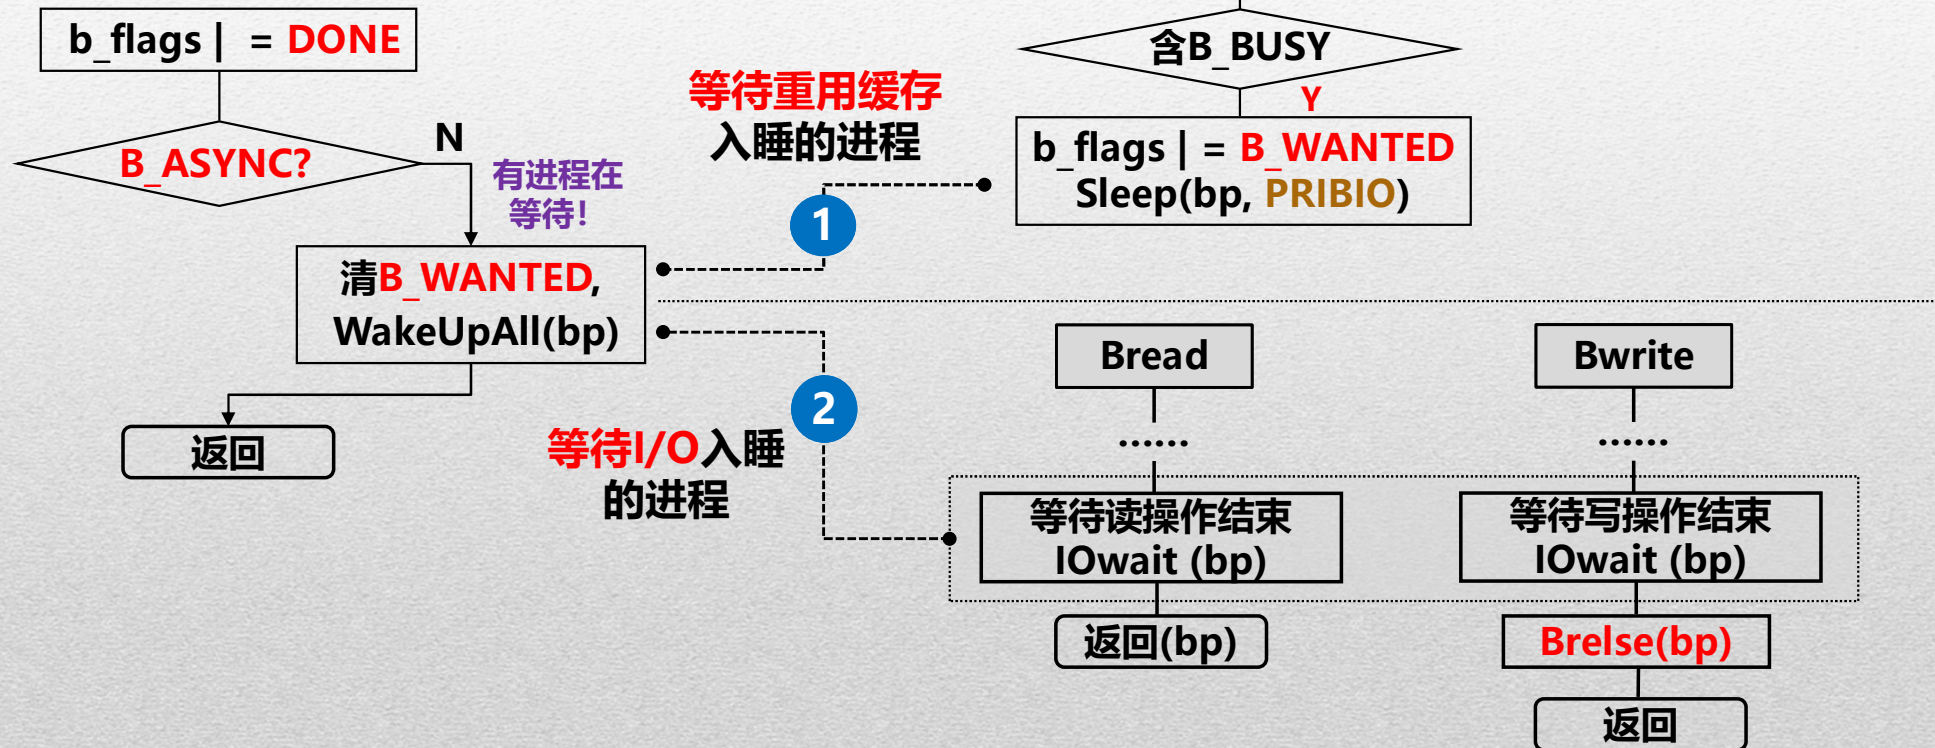 b_flags | = DONE
B_ASYNC?
N
有进程在
等待！
清B_WANTED,
WakeUpAll(bp)
返回
等待重用缓存
入睡的进程
1
含B_BUSY
Y
b_flags | = B_WANTED
Sleep(bp, PRIBIO)
2
等待I/O入睡
的进程
Bread
......
等待读操作结束
IOwait (bp)
返回(bp)
Bwrite
......
等待写操作结束
IOwait (bp)
Brelse(bp)
返回